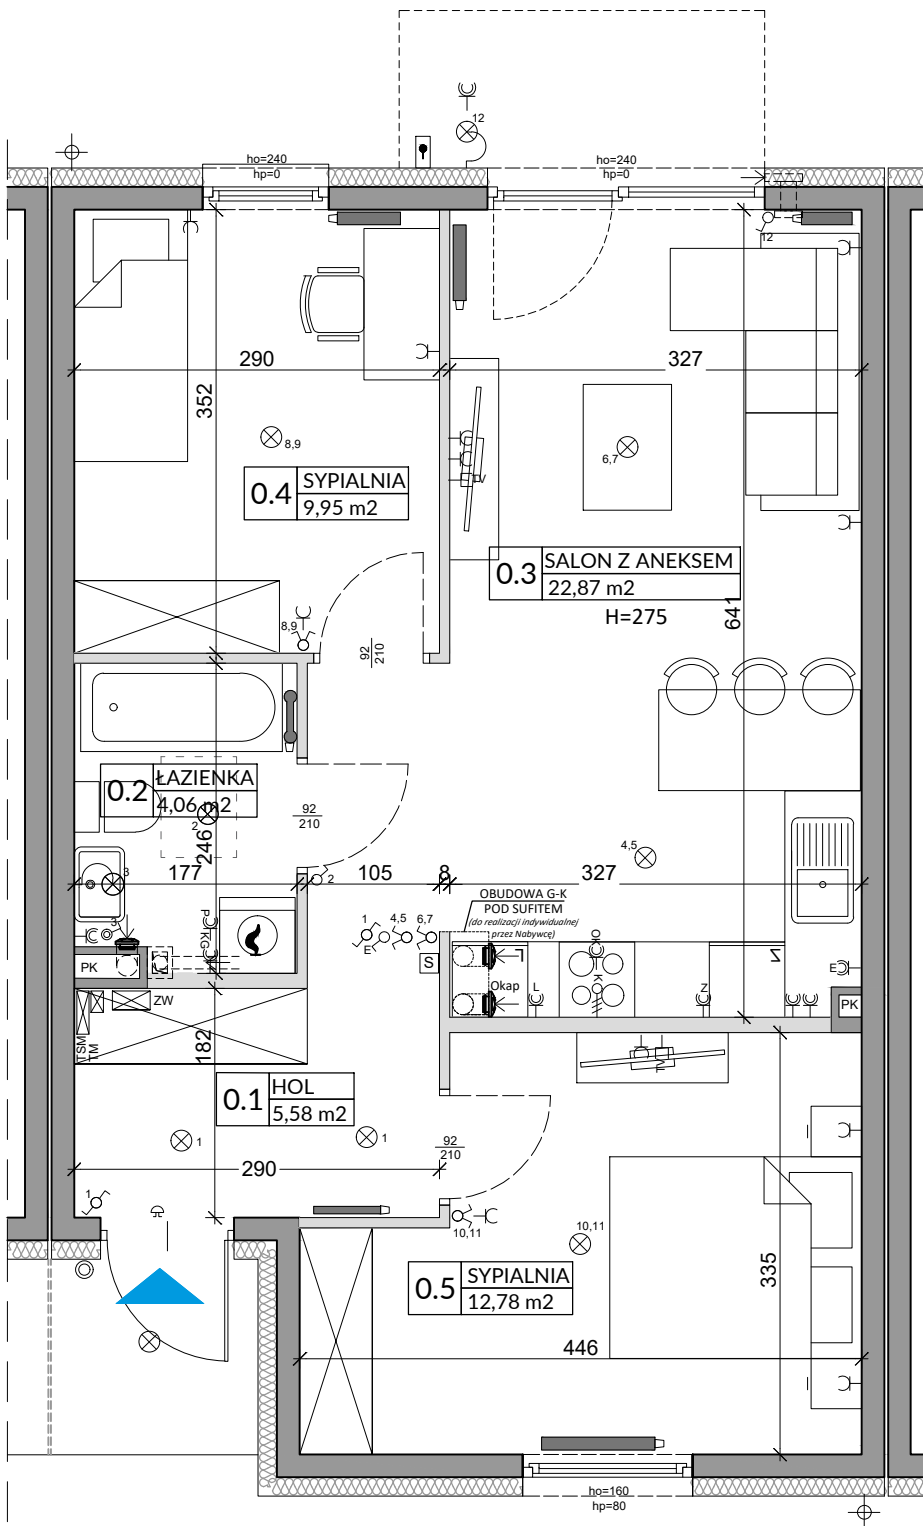 12
ho=240
hp=0
ho=240
hp=0
12
290
327
352
8,9
6,7
TV
0.4
SYPIALNIA
9,95 m2
0.3
SALON Z ANEKSEM
22,87 m2
H=275
641
8,9
92
210
0.2
ŁAZIENKA
4,06 m2
2
246
92
210
4,5
3
177
2
105
8
327
OBUDOWA G-K
POD SUFITEM
(do realizacji indywidualnej
przez Nabywcę)
3
P
KG
1
4,5
6,7
E
S
OK
PK
L
Okap
L
K
Z
Z
E
PK
ZW
TSM
TM
182
TV
0.1
HOL
5,58 m2
1
1
92
210
290
1
10,11
10,11
0.5
SYPIALNIA
12,78 m2
335
446
ho=160
hp=80